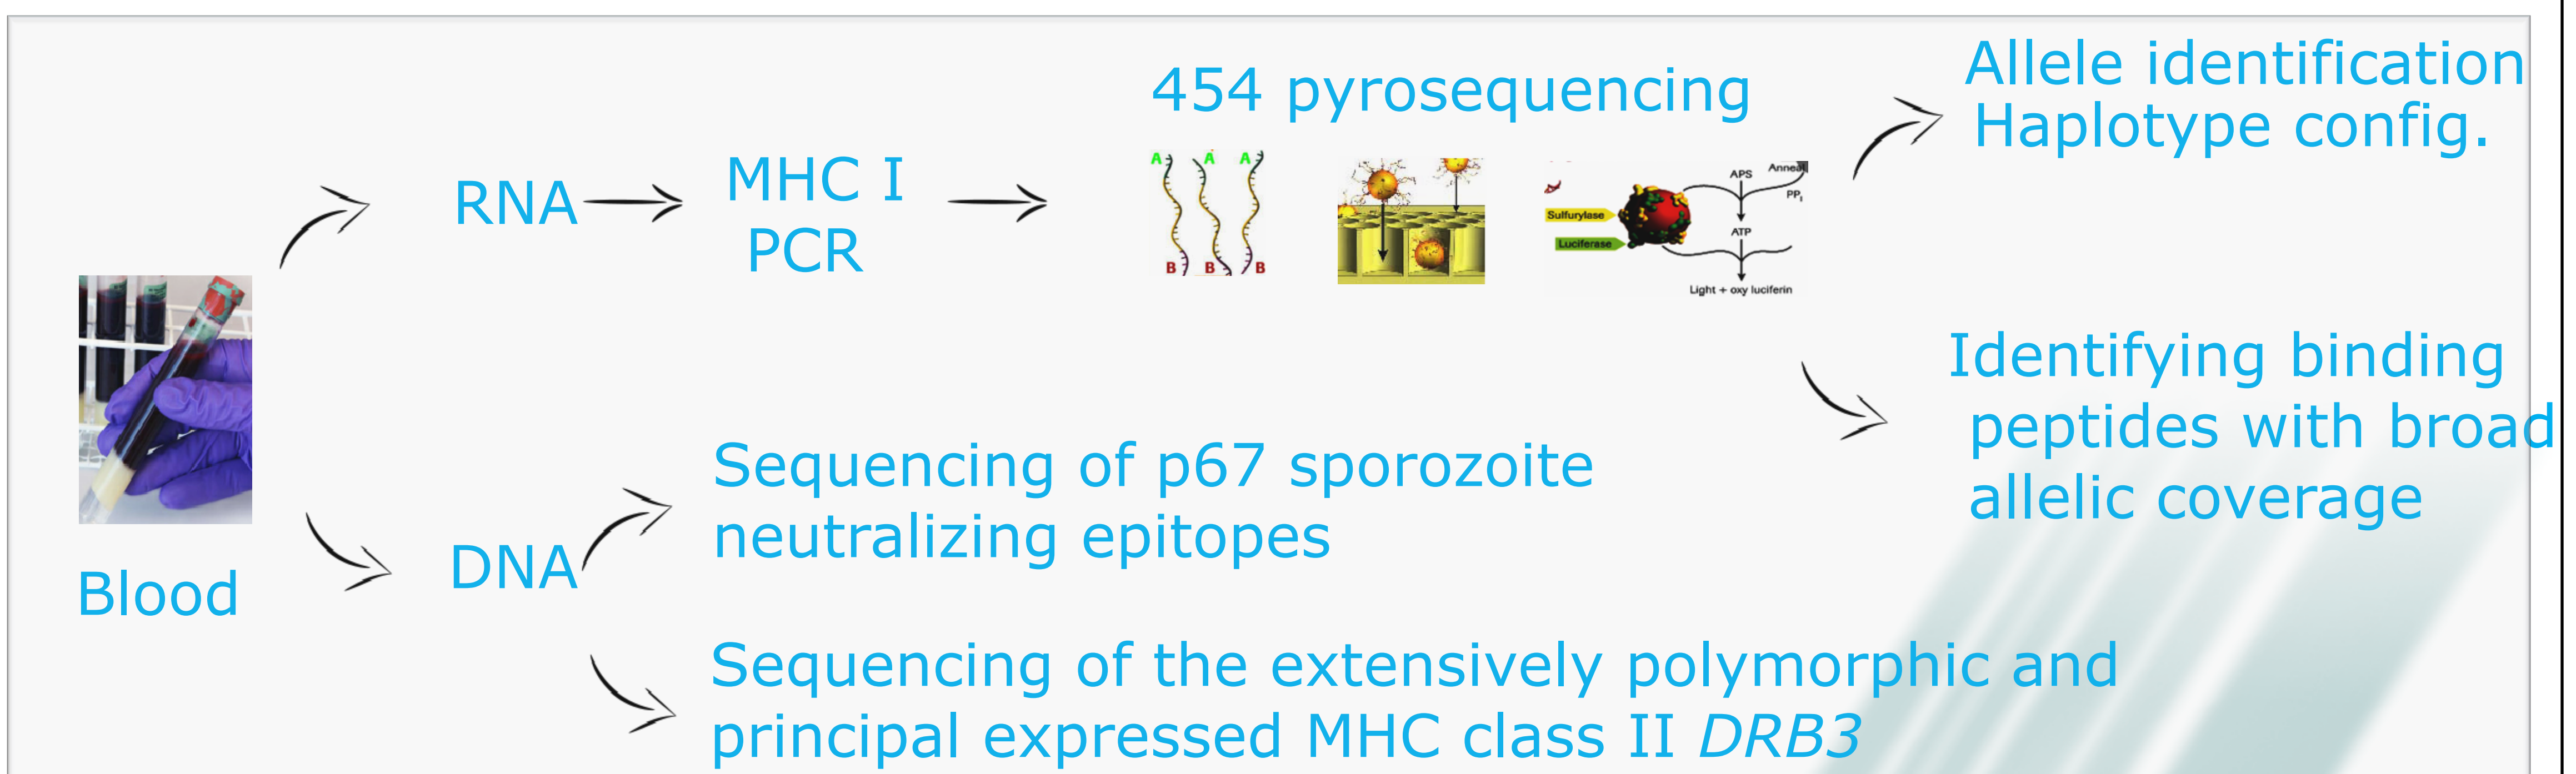 454 pyrosequencing
Allele identification
Haplotype config.
RNA
MHC I
PCR
A A A
B B B
Sulfurylase
Luciferase
APS
Anneal
PPi
ATP
Light + oxy luciferin
Identifying binding
peptides with broad
allelic coverage
Blood
DNA
Sequencing of p67 sporozoite
neutralizing epitopes
Sequencing of the extensively polymorphic and
principal expressed MHC class II DRB3